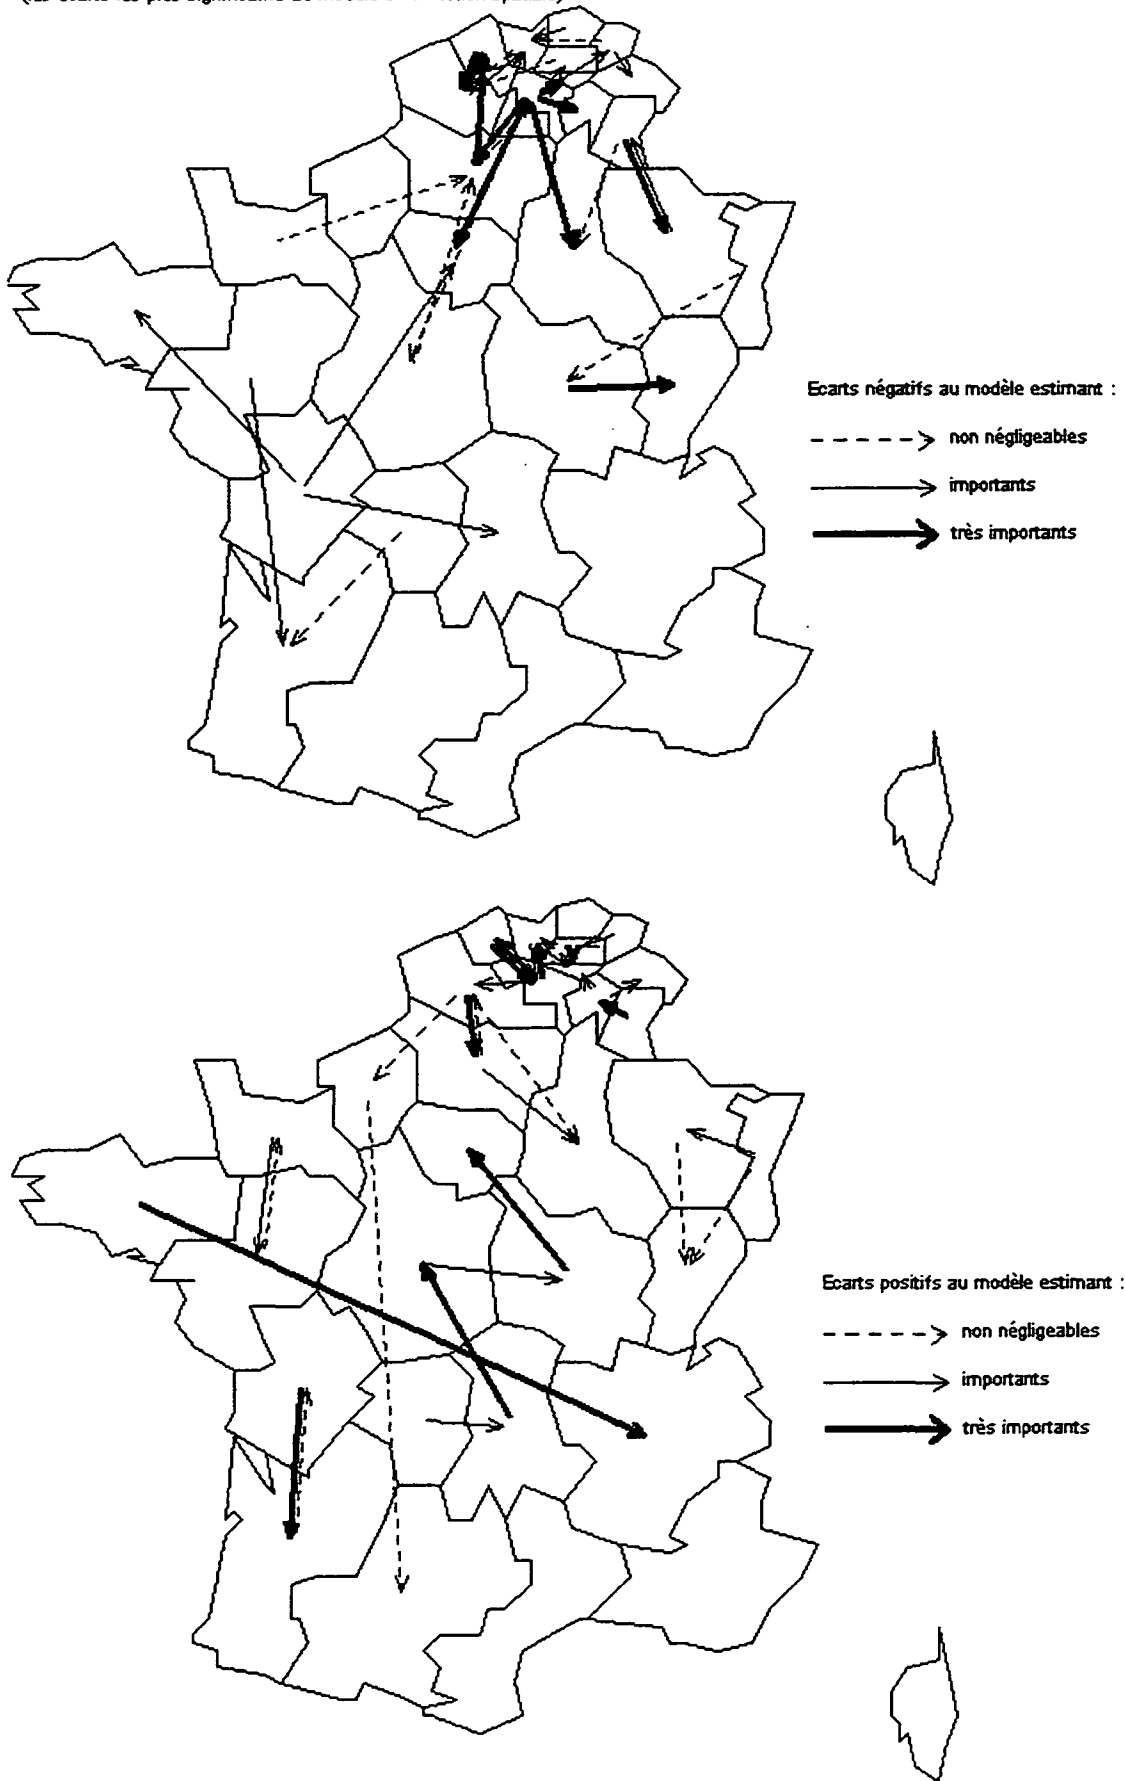 Ecarts négatifs au modèle estimant :
non négligeables
importants
très importants
Ecarts positifs au modèle estimant :
non négligeables
importants
très importants